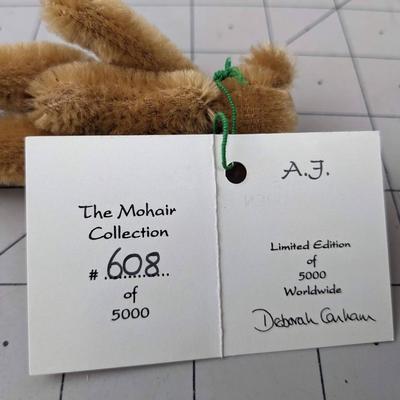 The Mohair
Collection
# 608
of
5000
A.J.
Limited Edition
of
5000
Worldwide
Deborah Canham